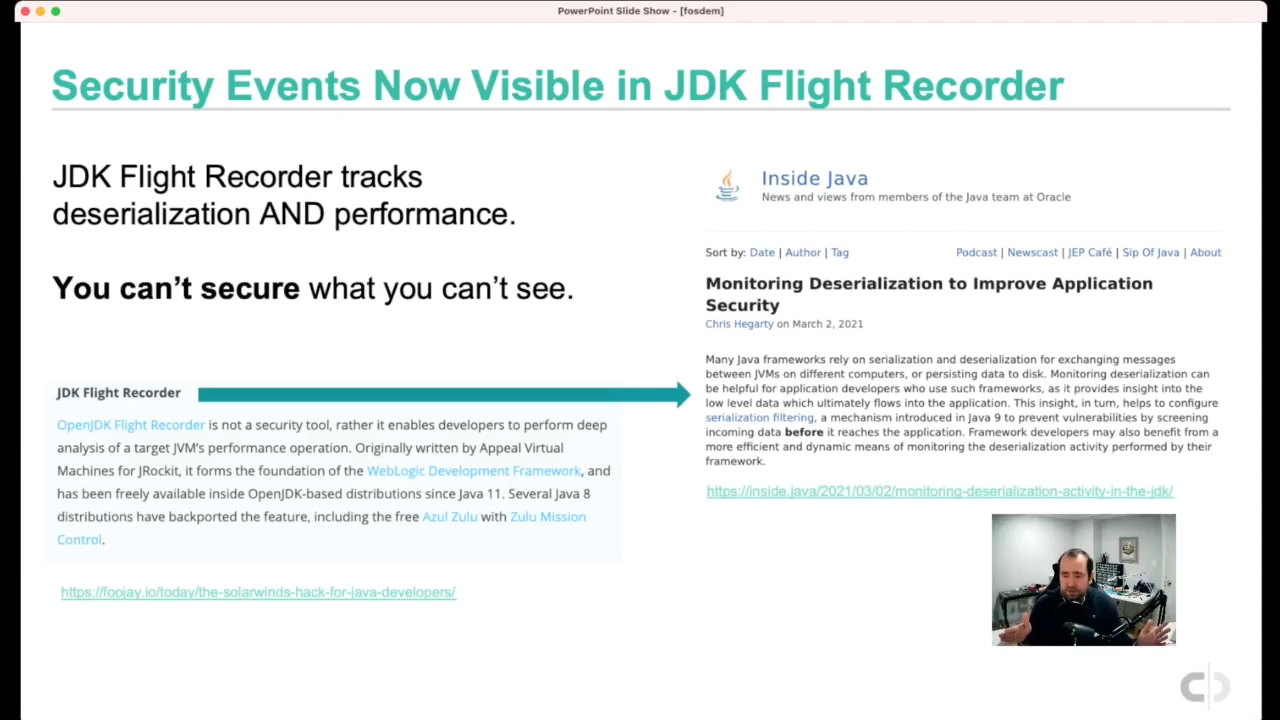 PowerPoint Slide Show - [fosdem]
Security Events Now Visible in JDK Flight Recorder
JDK Flight Recorder tracks
deserialization AND performance.
You can't secure what you can't see.
JDK Flight Recorder
OpenJDK Flight Recorder is not a security tool, rather it enables developers to perform deep
analysis of a target JVM's performance operation. Originally written by Appeal Virtual
Machines for JRockit, it forms the foundation of the WebLogic Development Framework, and
has been freely available inside OpenJDK-based distributions since Java 11. Several Java 8
distributions have backported the feature, including the free Azul Zulu with Zulu Mission
Control.
https://foojay.io/today/the-solarwinds-hack-for-java-developers/
Inside Java
News and views from members of the Java team at Oracle
Sort by: Date | Author | Tag
Podcast | Newscast | JEP Café | Sip Of Java | About
Monitoring Deserialization to Improve Application
Security
Chris Hegarty on March 2, 2021
Many Java frameworks rely on serialization and deserialization for exchanging messages
between JVMs on different computers, or persisting data to disk. Monitoring deserialization can
be helpful for application developers who use such frameworks, as it provides insight into the
low level data which ultimately flows into the application. This insight, in turn, helps to configure
serialization filtering, a mechanism introduced in Java 9 to prevent vulnerabilities by screening
incoming data before it reaches the application. Framework developers may also benefit from a
more efficient and dynamic means of monitoring the deserialization activity performed by their
framework.
https://inside.java/2021/03/02/monitoring-deserialization-activity-in-the-jdk/